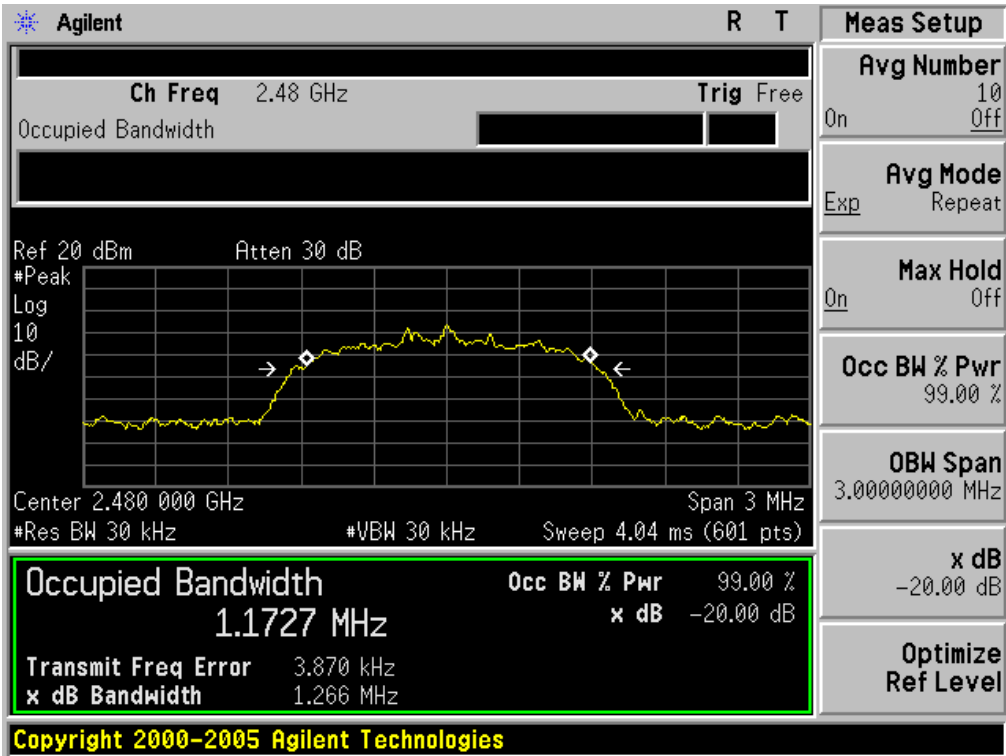 Agilent R T
Ch Freq 2.48 GHz Trig Free
Occupied Bandwidth
Ref 20 dBm Atten 30 dB
#Peak
Log
10
dB/
Center 2.480 000 GHz Span 3 MHz
#Res BW 30 kHz #VBW 30 kHz Sweep 4.04 ms (601 pts)
Occupied Bandwidth
1.1727 MHz
Occ BW % Pwr 99.00 %
x dB -20.00 dB
Transmit Freq Error 3.870 kHz
x dB Bandwidth 1.266 MHz
Copyright 2000-2005 Agilent Technologies
Meas Setup
Avg Number
10
On Off
Avg Mode
Exp Repeat
Max Hold
On Off
Occ BW % Pwr
99.00 %
OBW Span
3.00000000 MHz
x dB
-20.00 dB
Optimize
Ref Level